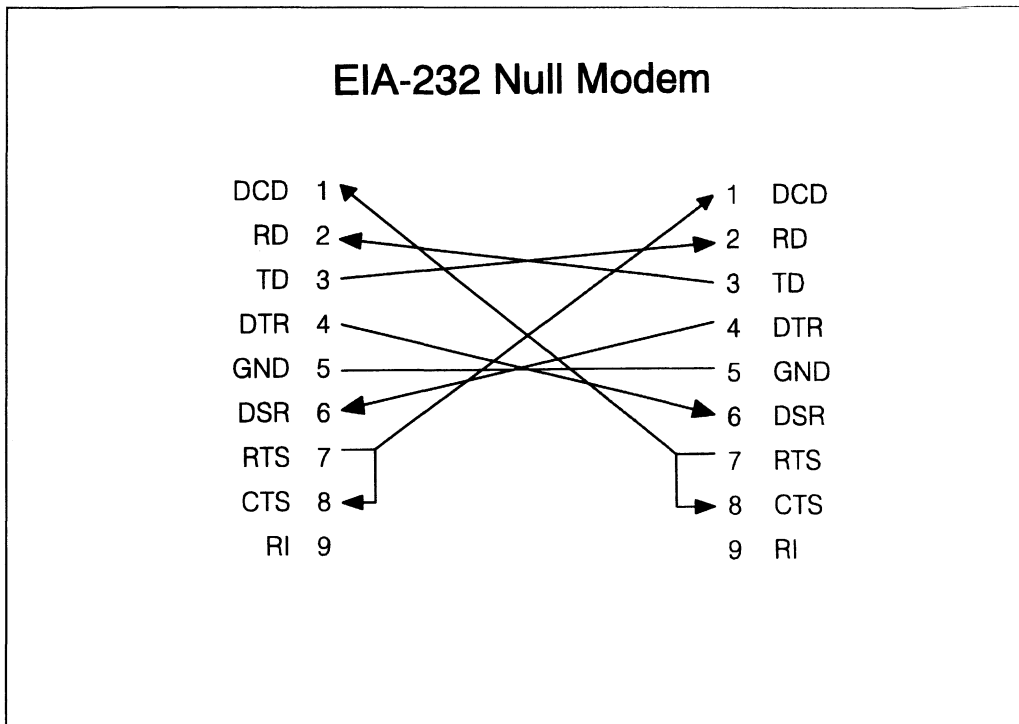 EIA-232 Null Modem
DCD 1 1 DCD
RD 2 2 RD
TD 3 3 TD
DTR 4 4 DTR
GND 5 5 GND
DSR 6 6 DSR
RTS 7 7 RTS
CTS 8 8 CTS
RI 9 9 RI